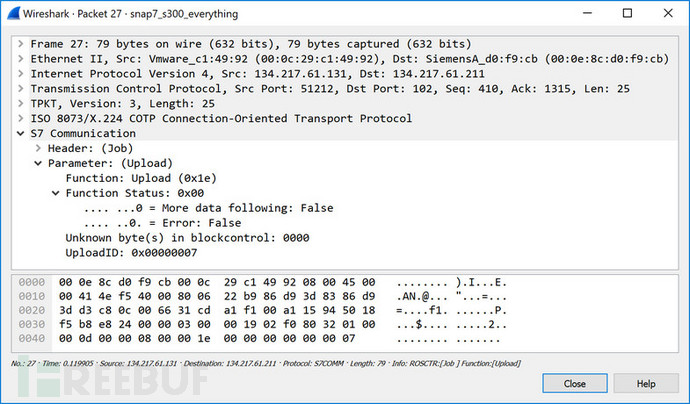 Wireshark · Packet 27 · snap7_s300_everything
Frame 27: 79 bytes on wire (632 bits), 79 bytes captured (632 bits)
Ethernet II, Src: Vmware_c1:49:92 (00:0c:29:c1:49:92), Dst: SiemensA_d0:f9:cb (00:0e:8c:d0:f9:cb)
Internet Protocol Version 4, Src: 134.217.61.131, Dst: 134.217.61.211
Transmission Control Protocol, Src Port: 51212, Dst Port: 102, Seq: 410, Ack: 1315, Len: 25
TPKT, Version: 3, Length: 25
ISO 8073/X.224 COTP Connection-Oriented Transport Protocol
S7 Communication
Header: (Job)
Parameter: (Upload)
Function: Upload (0x1e)
Function Status: 0x00
.... ...0 = More data following: False
.... ..0. = Error: False
Unknown byte(s) in blockcontrol: 0000
UploadID: 0x00000007
0000 00 0e 8c d0 f9 cb 00 0c 29 c1 49 92 08 00 45 00 ........ ).I...E.
0010 00 41 4e f5 40 00 80 06 22 b9 86 d9 3d 83 86 d9 .AN.@... "...=...
0020 3d d3 c8 0c 00 66 31 cd a1 f1 00 a1 15 94 50 18 =....f1. ......P.
0030 f5 b8 e8 24 00 00 03 00 00 19 02 f0 80 32 01 00 ...$.... .....2..
0040 00 00 00 08 00 00 1e 00 00 00 00 00 00 00 07 ........ .......
No.: 27 · Time: 0.119905 · Source: 134.217.61.131 · Destination: 134.217.61.211 · Protocol: S7COMM · Length: 79 · Info: ROSCTR:[Job ] Function:[Upload]
FREEBUF
Close
Help